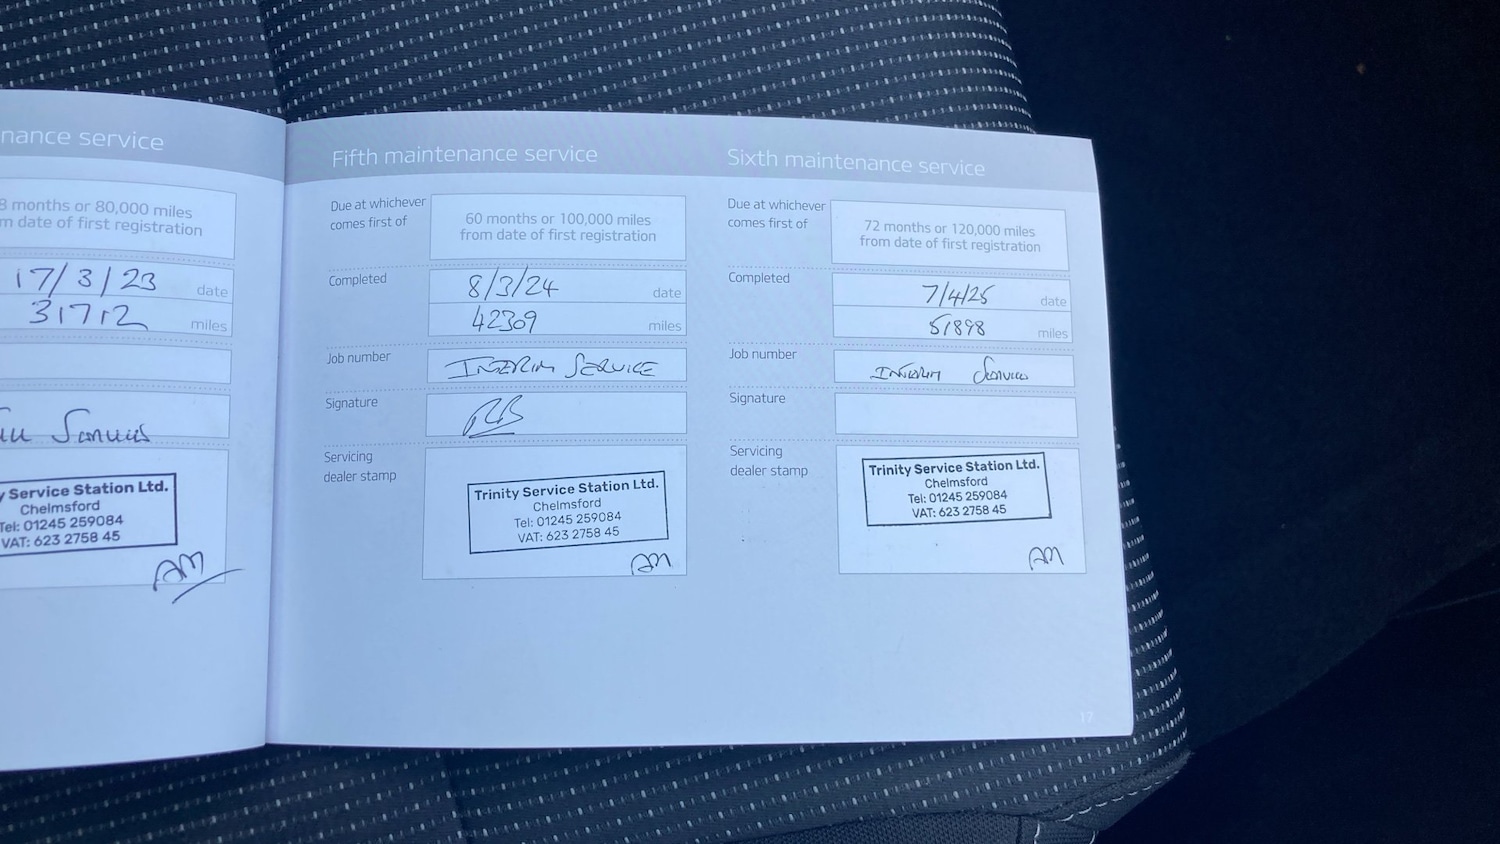 nance service
8 months or 80,000 miles
m date of first registration
17/3/23 date
31712 miles
Service Station Ltd.
Chelmsford
Tel: 01245 259084
VAT: 623 2758 45
AM
Fifth maintenance service
Due at whichever
comes first of
60 months or 100,000 miles
from date of first registration
Completed
8/3/24 date
42309 miles
Job number INTERIM SERVICE
Signature
Servicing
dealer stamp
Trinity Service Station Ltd.
Chelmsford
Tel: 01245 259084
VAT: 623 2758 45
AM
Sixth maintenance service
Due at whichever
comes first of
72 months or 120,000 miles
from date of first registration
Completed
7/4/25 date
51898 miles
Job number INTERIM Service
Signature
Servicing
dealer stamp
Trinity Service Station Ltd.
Chelmsford
Tel: 01245 259084
VAT: 623 2758 45
AM
17